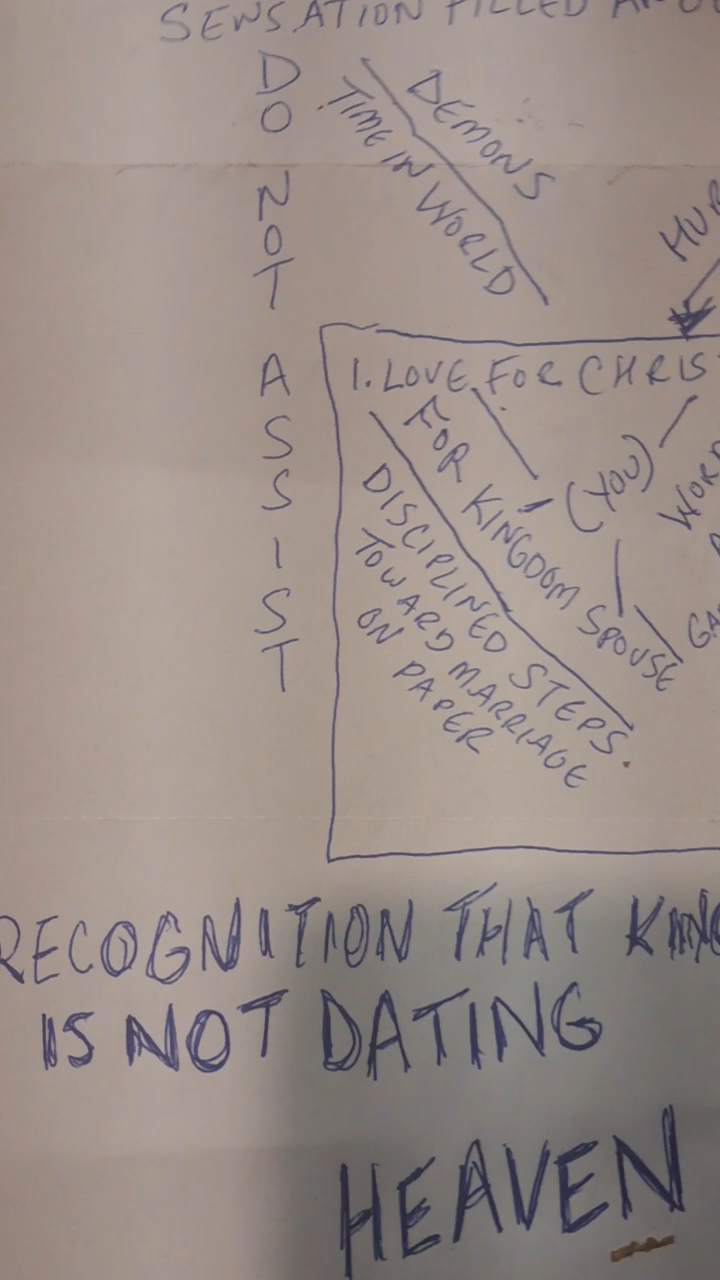 SENSATION FILLED
DO NOT ASSIST
DEMONS
TIME IN WORLD
1. LOVE FOR CHRIS
FOR KINGDOM SPOUSE
(YOU)
DISCIPLINED STEPS
TOWARD MARRIAGE
ON PAPER
RECOGNITION THAT
IS NOT DATING
HEAVEN